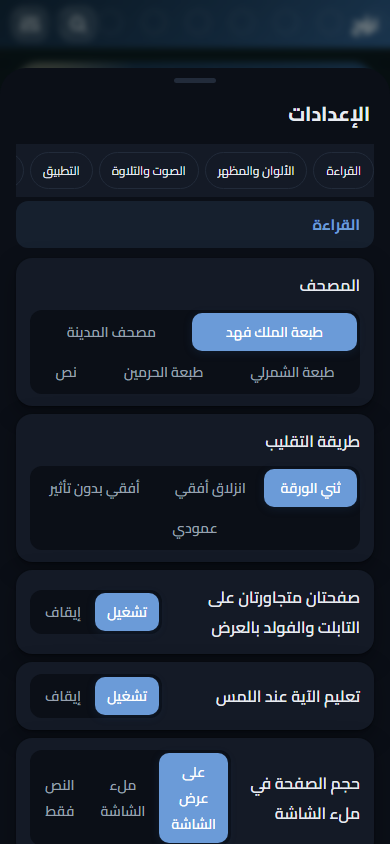 الإعدادات
القراءة الألوان والمظهر الصوت والتلاوة التطبيق
القراءة
المصحف
طبعة الملك فهد مصحف المدينة
طبعة الشمرلي طبعة الحرمين نص
طريقة التقليب
ثني الورقة انزلاق أفقي أفقي بدون تأثير
عمودي
صفحتان متجاورتان على
التابلت والفولد بالعرض
تشغيل إيقاف
تعليم الآية عند اللمس
تشغيل إيقاف
حجم الصفحة في
ملء الشاشة
على
عرض
الشاشة
ملء
الشاشة
النص
فقط